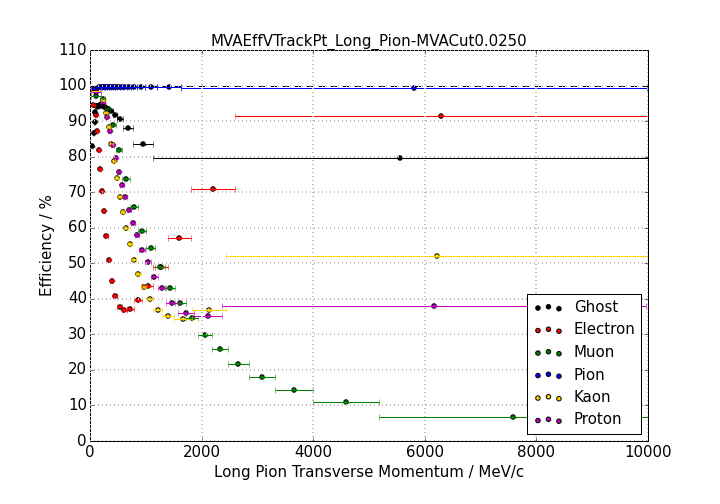 MVAEffVTrackPt_Long_Pion-MVACut0.0250
110
100
90
80
70
60
50
40
30
20
10
0
Efficiency / %
0 2000 4000 6000 8000 10000
Long Pion Transverse Momentum / MeV/c
Ghost
Electron
Muon
Pion
Kaon
Proton